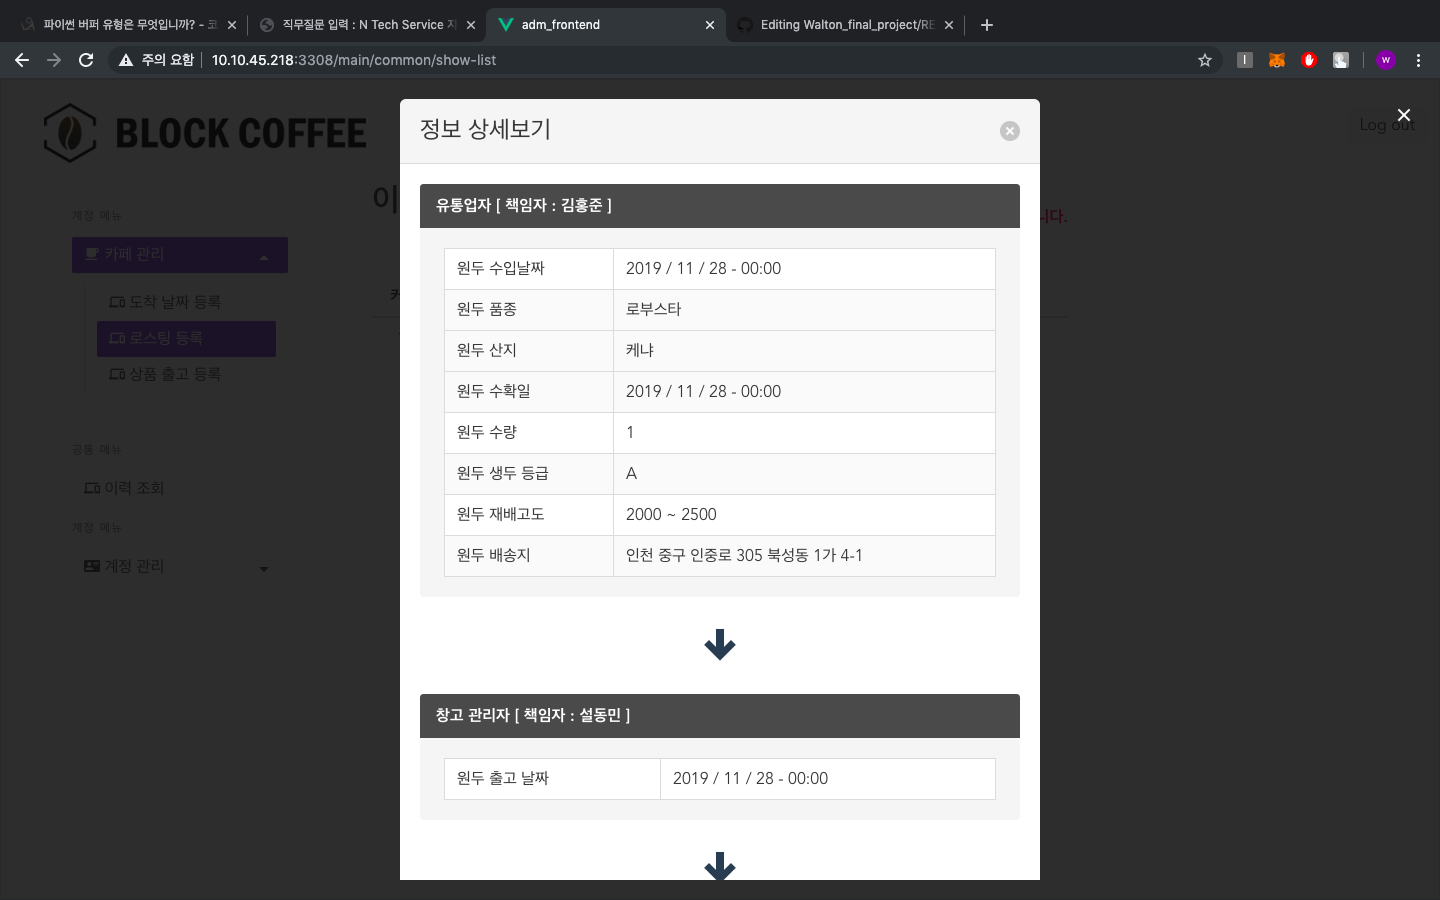 파이썬 버퍼 유형은 무엇입니까? - 코
직무질문 입력 : N Tech Service 지
adm_frontend
Editing Walton_final_project/RE
주의 요함
10.10.45.218:3308/main/common/show-list
W
BLOCK COFFEE
Log out
계정 메뉴
카페 관리
도착 날짜 등록
로스팅 등록
상품 출고 등록
공통 메뉴
이력 조회
계정 메뉴
계정 관리
이
니다.
정보 상세보기
유통업자 [ 책임자 : 김홍준 ]
원두 수입날짜 2019 / 11 / 28 - 00:00
원두 품종 로부스타
원두 산지 케냐
원두 수확일 2019 / 11 / 28 - 00:00
원두 수량 1
원두 생두 등급 A
원두 재배고도 2000 ~ 2500
원두 배송지 인천 중구 인중로 305 북성동 1가 4-1
창고 관리자 [ 책임자 : 설동민 ]
원두 출고 날짜 2019 / 11 / 28 - 00:00